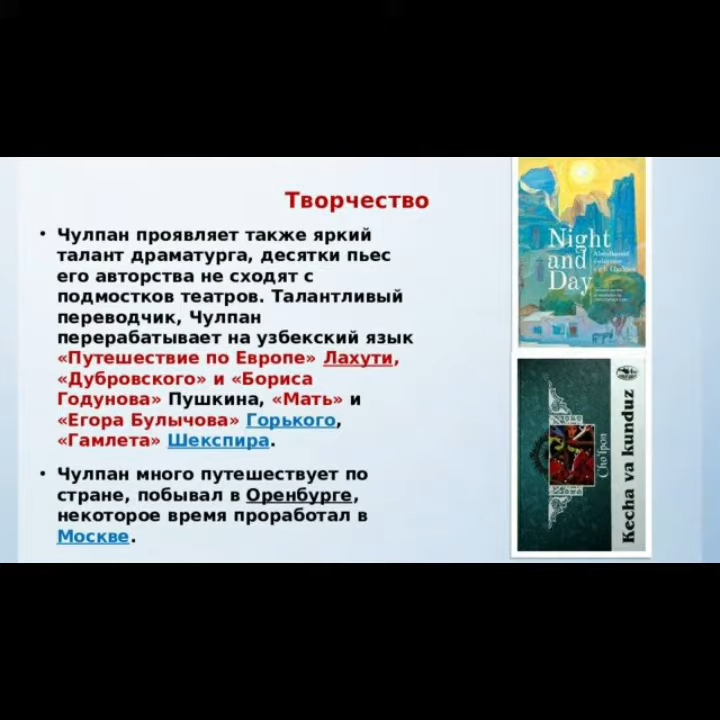 Творчество
• Чулпан проявляет также яркий
талант драматурга, десятки пьес
его авторства не сходят с
подмостков театров. Талантливый
переводчик, Чулпан
перерабатывает на узбекский язык
«Путешествие по Европе» Лахути,
«Дубровского» и «Бориса
Годунова» Пушкина, «Мать» и
«Егора Булычова» Горького,
«Гамлета» Шекспира.
• Чулпан много путешествует по
стране, побывал в Оренбурге,
некоторое время проработал в
Москве.
Night
and
Day
Cho'lpon
Kecha va kunduz